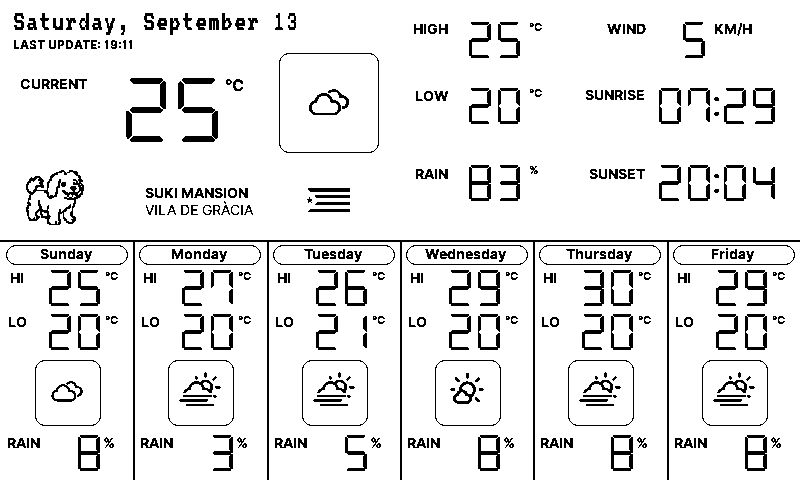 Saturday, September 13
LAST UPDATE: 19:11
CURRENT 25 °C
HIGH 25 °C
WIND 5 KM/H
LOW 20 °C
SUNRISE 07:29
RAIN 83 %
SUNSET 20:04
SUKI MANSION
VILA DE GRÀCIA
Sunday
HI 25 °C
LO 20 °C
RAIN 8 %
Monday
HI 27 °C
LO 20 °C
RAIN 3 %
Tuesday
HI 26 °C
LO 21 °C
RAIN 5 %
Wednesday
HI 29 °C
LO 20 °C
RAIN 8 %
Thursday
HI 30 °C
LO 20 °C
RAIN 8 %
Friday
HI 29 °C
LO 20 °C
RAIN 8 %